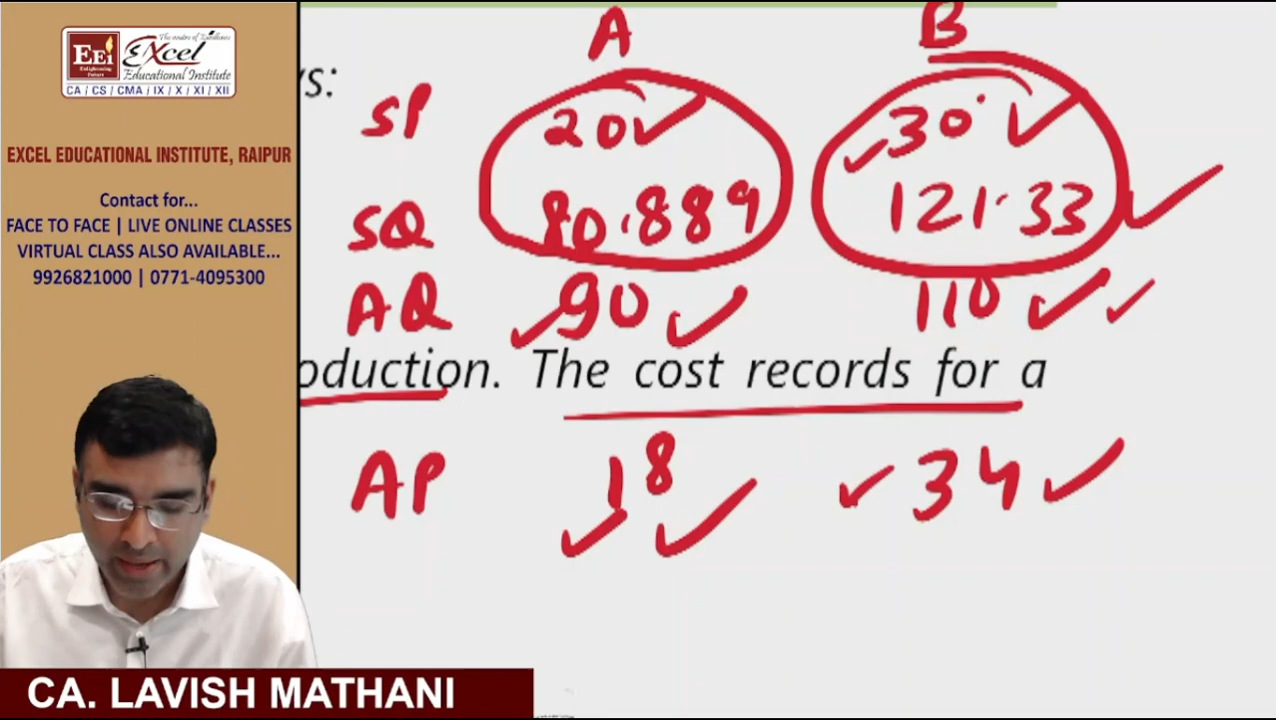 The centre of Excellence
EEi
Enlightening Future
Excel
Educational Institute
CA / CS / CMA / IX / X / XI / XII
EXCEL EDUCATIONAL INSTITUTE, RAIPUR
Contact for...
FACE TO FACE | LIVE ONLINE CLASSES
VIRTUAL CLASS ALSO AVAILABLE...
9926821000 | 0771-4095300
s:
A B
SP 20 30
SQ 80.889 121.33
AQ 90 110
oduction. The cost records for a
AP 18 34
CA. LAVISH MATHANI